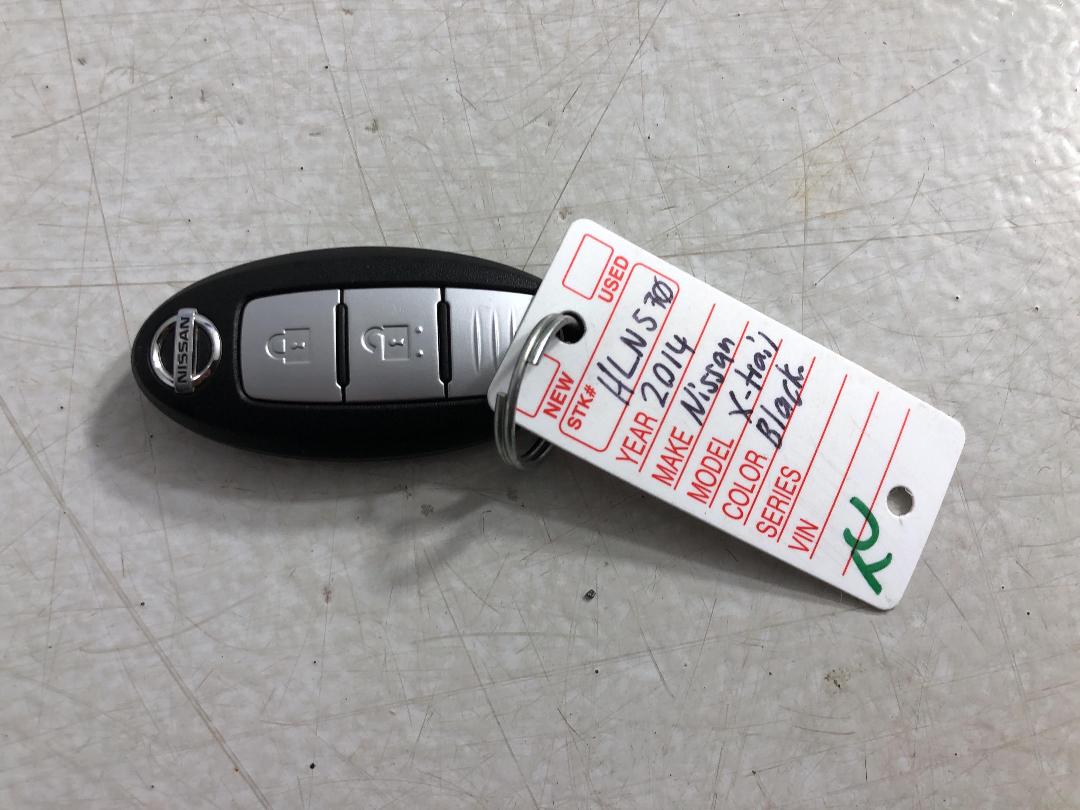 NISSAN
USED
NEW
STK# HLN570
YEAR 2014
MAKE Nissan
MODEL X-trail
COLOR Black
SERIES
VIN